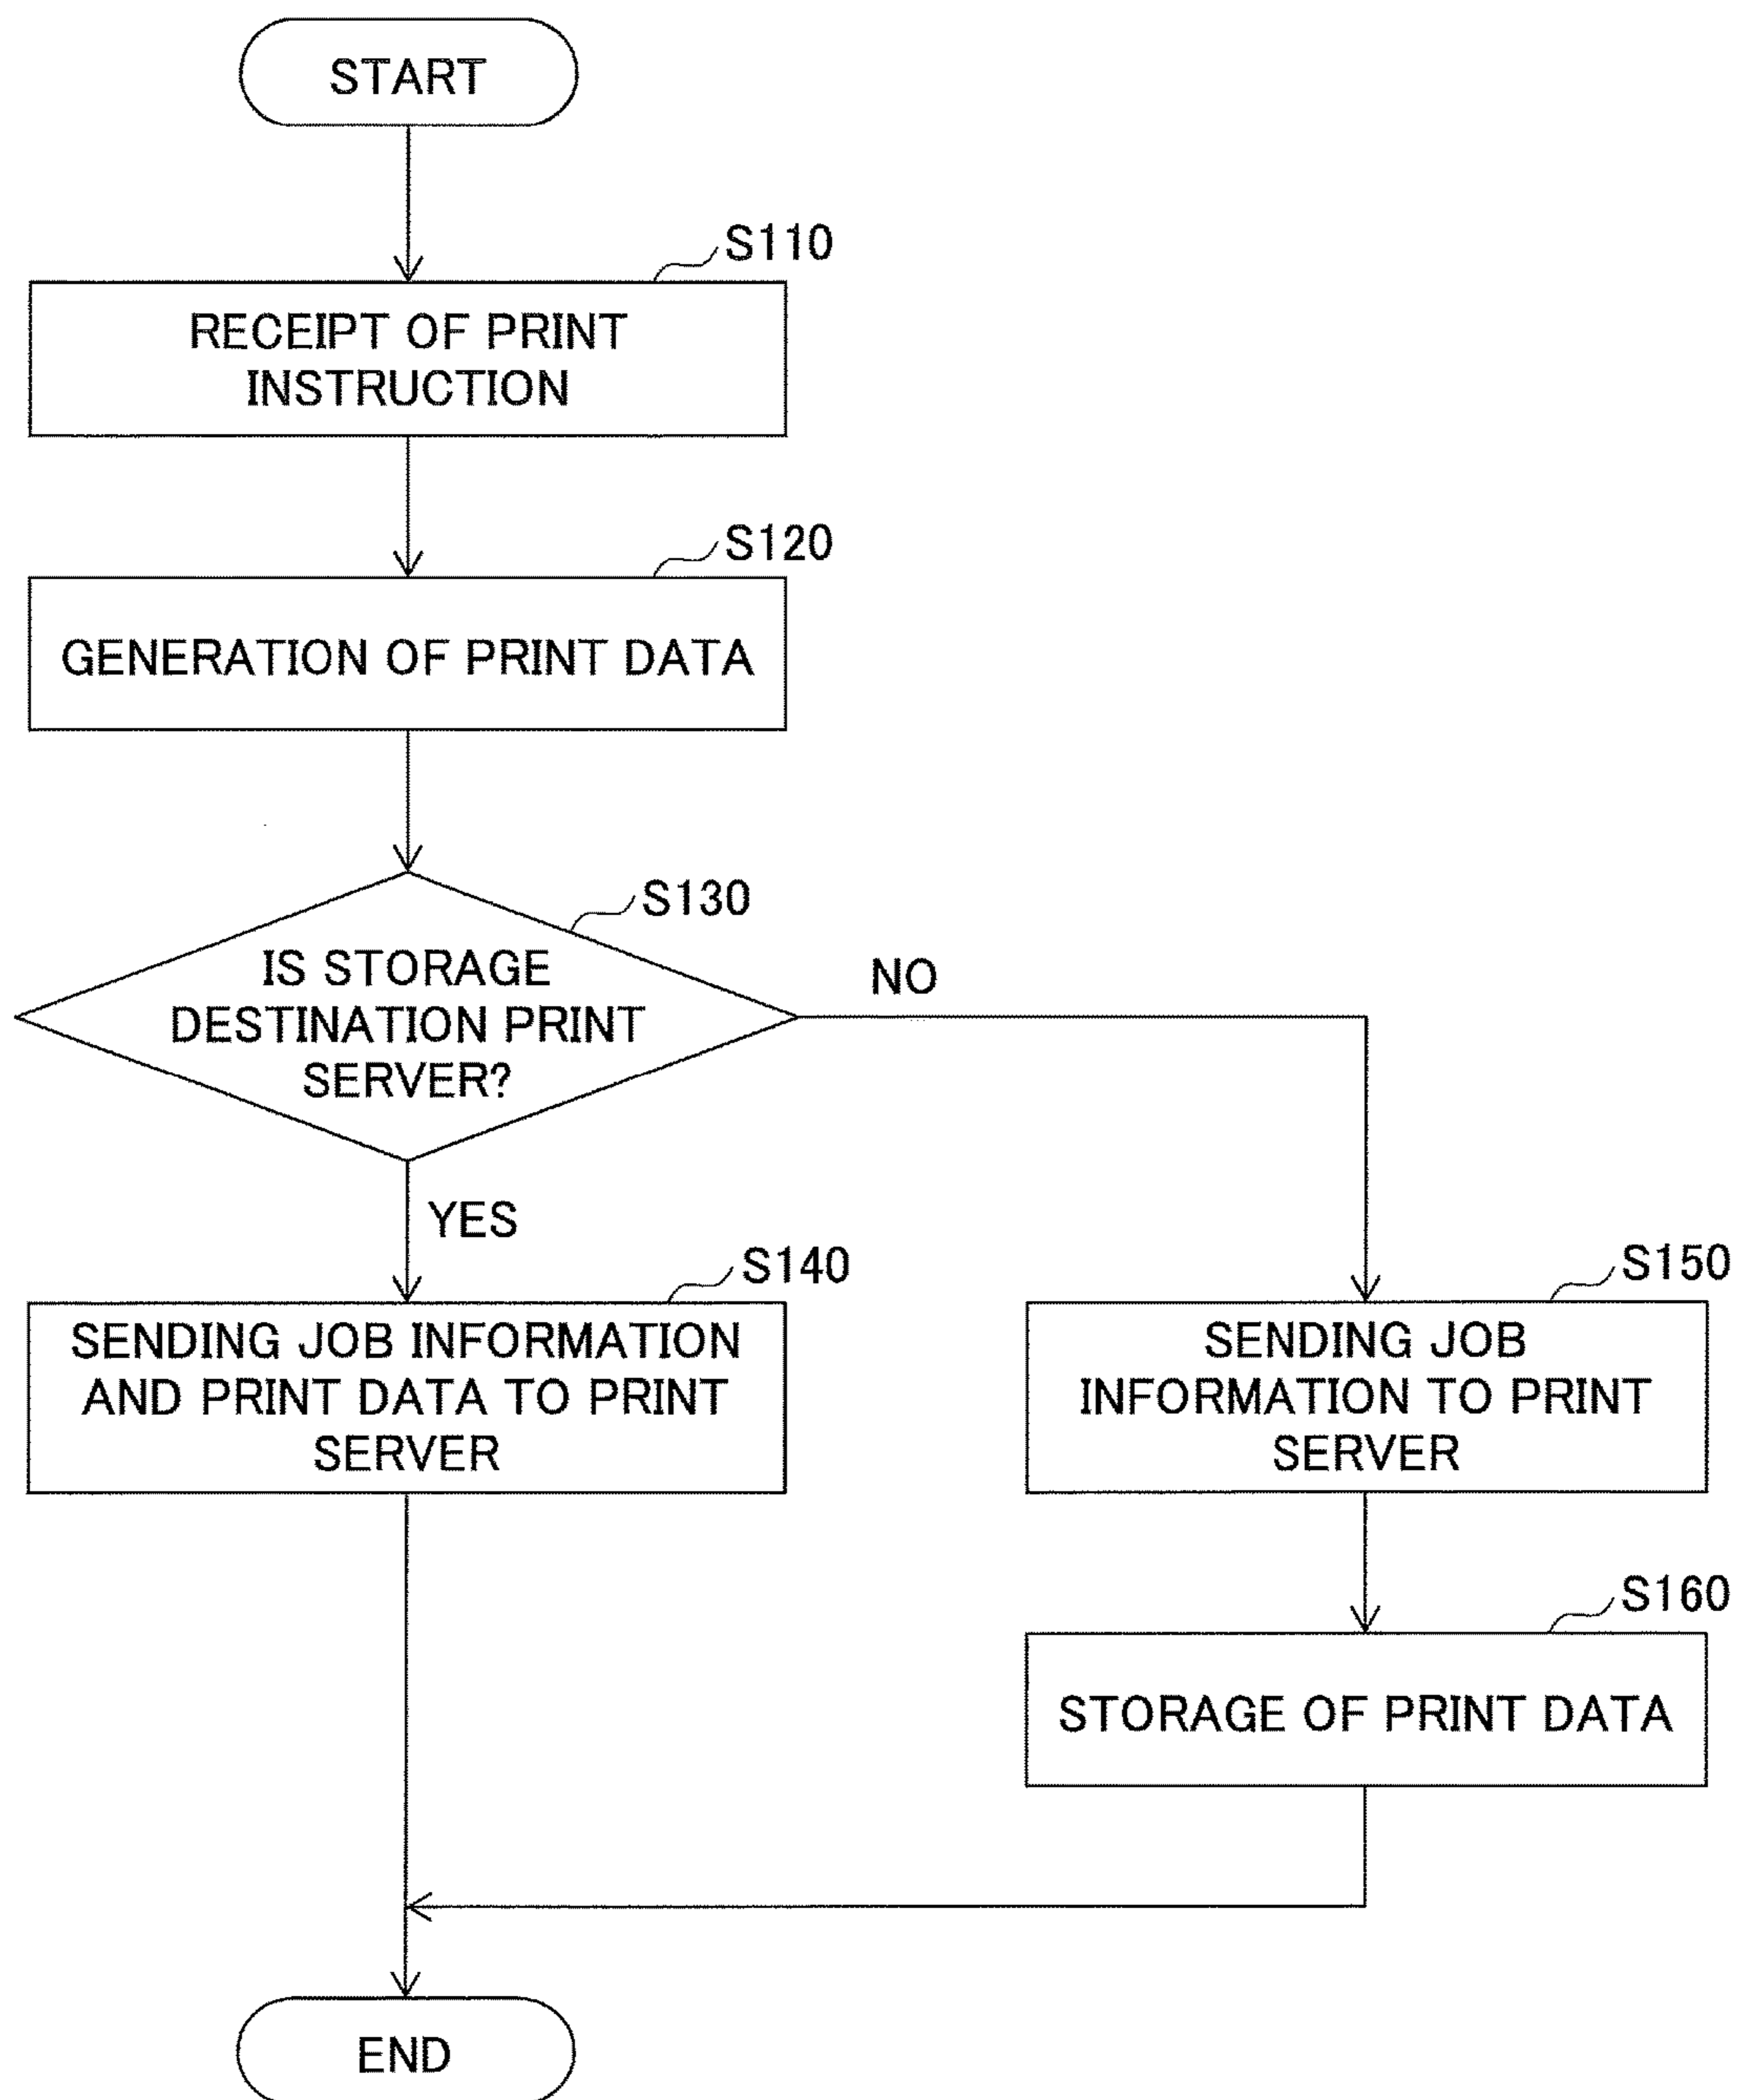 START
S110
RECEIPT OF PRINT
INSTRUCTION
S120
GENERATION OF PRINT DATA
S130
IS STORAGE
DESTINATION PRINT
SERVER?
NO
YES
S140
SENDING JOB INFORMATION
AND PRINT DATA TO PRINT
SERVER
S150
SENDING JOB
INFORMATION TO PRINT
SERVER
S160
STORAGE OF PRINT DATA
END